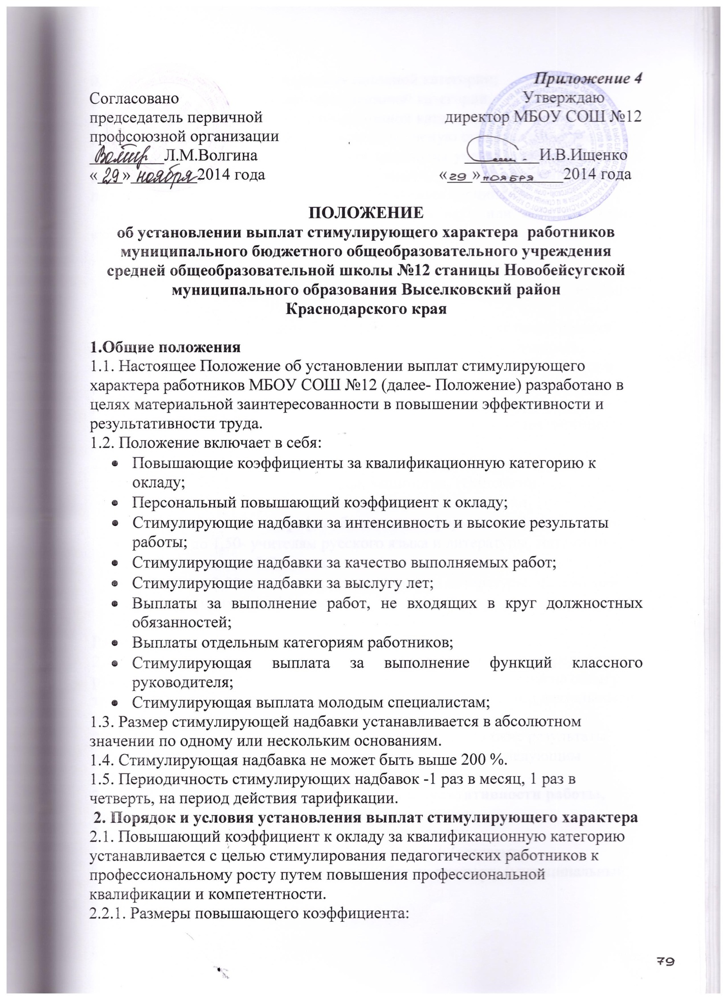 Приложение 4
Согласовано Утверждаю
председатель первичной директор МБОУ СОШ №12
профсоюзной организации
__________Л.М.Волгина __________И.В.Ищенко
«29» ноября 2014 года «29» ноября 2014 года
ПОЛОЖЕНИЕ
об установлении выплат стимулирующего характера работников
муниципального бюджетного общеобразовательного учреждения
средней общеобразовательной школы №12 станицы Новобейсугской
муниципального образования Выселковский район
Краснодарского края
1.Общие положения
1.1. Настоящее Положение об установлении выплат стимулирующего
характера работников МБОУ СОШ №12 (далее- Положение) разработано в
целях материальной заинтересованности в повышении эффективности и
результативности труда.
1.2. Положение включает в себя:
• Повышающие коэффициенты за квалификационную категорию к
окладу;
• Персональный повышающий коэффициент к окладу;
• Стимулирующие надбавки за интенсивность и высокие результаты
работы;
• Стимулирующие надбавки за качество выполняемых работ;
• Стимулирующие надбавки за выслугу лет;
• Выплаты за выполнение работ, не входящих в круг должностных
обязанностей;
• Выплаты отдельным категориям работников;
• Стимулирующая выплата за выполнение функций классного
руководителя;
• Стимулирующая выплата молодым специалистам;
1.3. Размер стимулирующей надбавки устанавливается в абсолютном
значении по одному или нескольким основаниям.
1.4. Стимулирующая надбавка не может быть выше 200 %.
1.5. Периодичность стимулирующих надбавок -1 раз в месяц, 1 раз в
четверть, на период действия тарификации.
2. Порядок и условия установления выплат стимулирующего характера
2.1. Повышающий коэффициент к окладу за квалификационную категорию
устанавливается с целью стимулирования педагогических работников к
профессиональному росту путем повышения профессиональной
квалификации и компетентности.
2.2.1. Размеры повышающего коэффициента:
79